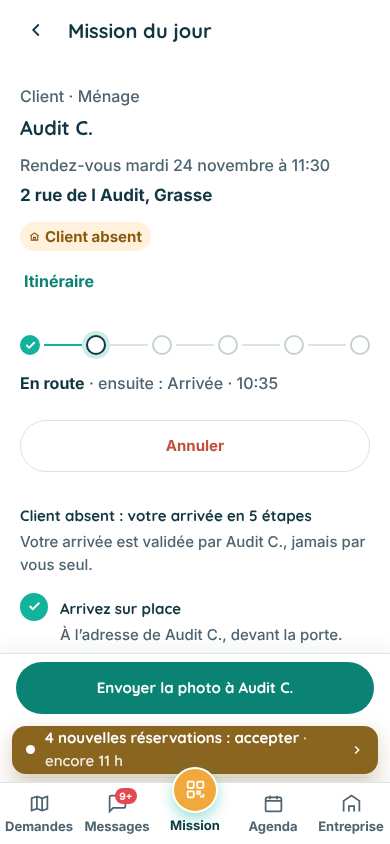 Mission du jour
Client · Ménage
Audit C.
Rendez-vous mardi 24 novembre à 11:30
2 rue de l Audit, Grasse
Client absent
Itinéraire
En route · ensuite : Arrivée · 10:35
Annuler
Client absent : votre arrivée en 5 étapes
Votre arrivée est validée par Audit C., jamais par
vous seul.
Arrivez sur place
À l’adresse de Audit C., devant la porte.
Envoyer la photo à Audit C.
4 nouvelles réservations : accepter ·
encore 11 h
9+
Demandes Messages Mission Agenda Entreprise